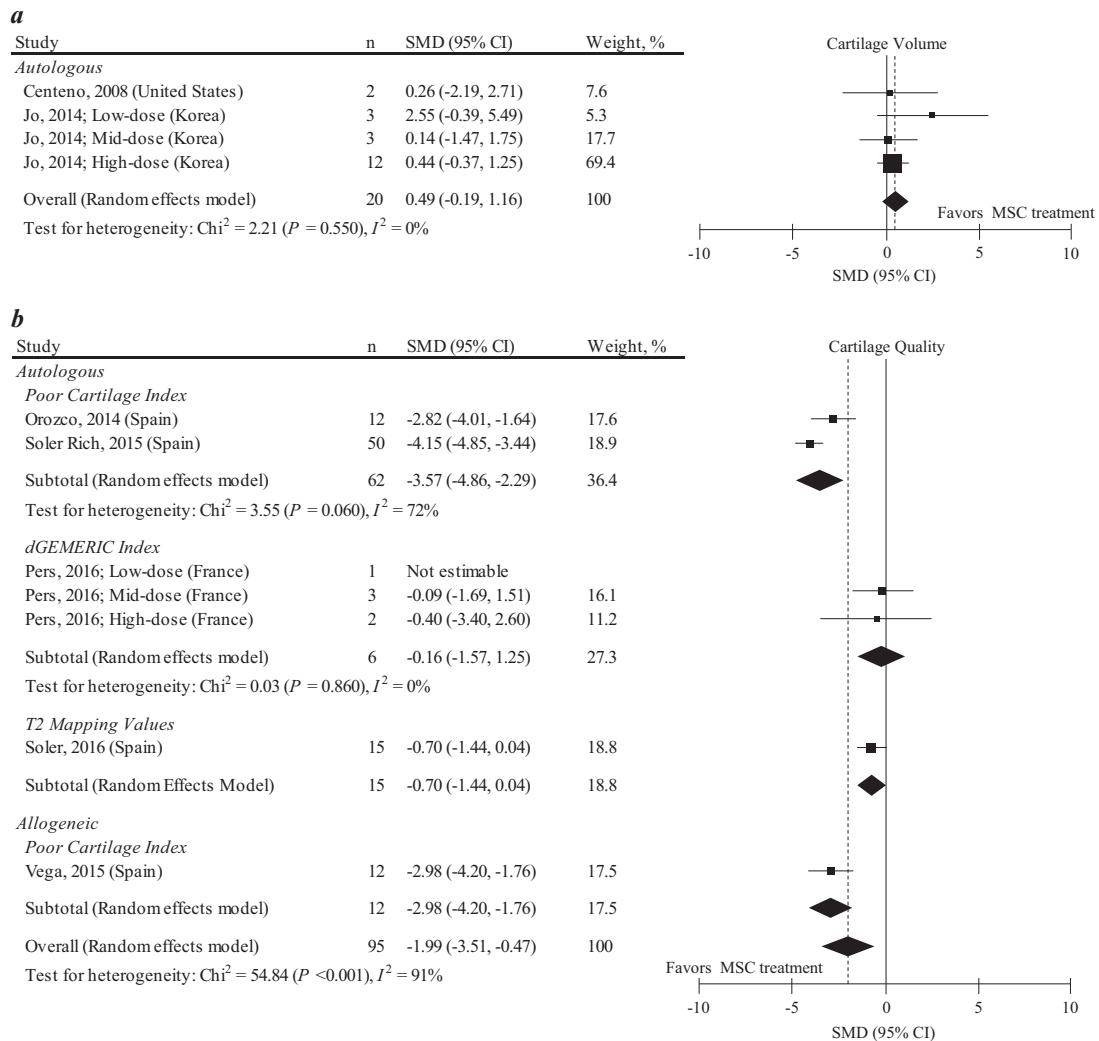 a
Study n SMD (95% CI) Weight, % Cartilage Volume
Autologous
Centeno, 2008 (United States) 2 0.26 (-2.19, 2.71) 7.6
Jo, 2014; Low-dose (Korea) 3 2.55 (-0.39, 5.49) 5.3
Jo, 2014; Mid-dose (Korea) 3 0.14 (-1.47, 1.75) 17.7
Jo, 2014; High-dose (Korea) 12 0.44 (-0.37, 1.25) 69.4
Overall (Random effects model) 20 0.49 (-0.19, 1.16) 100
Favors MSC treatment
Test for heterogeneity: Chi² = 2.21 (P = 0.550), I² = 0%
-10 -5 0 5 10
SMD (95% CI)
b
Study n SMD (95% CI) Weight, % Cartilage Quality
Autologous
Poor Cartilage Index
Orozco, 2014 (Spain) 12 -2.82 (-4.01, -1.64) 17.6
Soler Rich, 2015 (Spain) 50 -4.15 (-4.85, -3.44) 18.9
Subtotal (Random effects model) 62 -3.57 (-4.86, -2.29) 36.4
Test for heterogeneity: Chi² = 3.55 (P = 0.060), I² = 72%
dGEMERIC Index
Pers, 2016; Low-dose (France) 1 Not estimable
Pers, 2016; Mid-dose (France) 3 -0.09 (-1.69, 1.51) 16.1
Pers, 2016; High-dose (France) 2 -0.40 (-3.40, 2.60) 11.2
Subtotal (Random effects model) 6 -0.16 (-1.57, 1.25) 27.3
Test for heterogeneity: Chi² = 0.03 (P = 0.860), I² = 0%
T2 Mapping Values
Soler, 2016 (Spain) 15 -0.70 (-1.44, 0.04) 18.8
Subtotal (Random Effects Model) 15 -0.70 (-1.44, 0.04) 18.8
Allogeneic
Poor Cartilage Index
Vega, 2015 (Spain) 12 -2.98 (-4.20, -1.76) 17.5
Subtotal (Random effects model) 12 -2.98 (-4.20, -1.76) 17.5
Overall (Random effects model) 95 -1.99 (-3.51, -0.47) 100
Favors MSC treatment
Test for heterogeneity: Chi² = 54.84 (P <0.001), I² = 91%
-10 -5 0 5 10
SMD (95% CI)